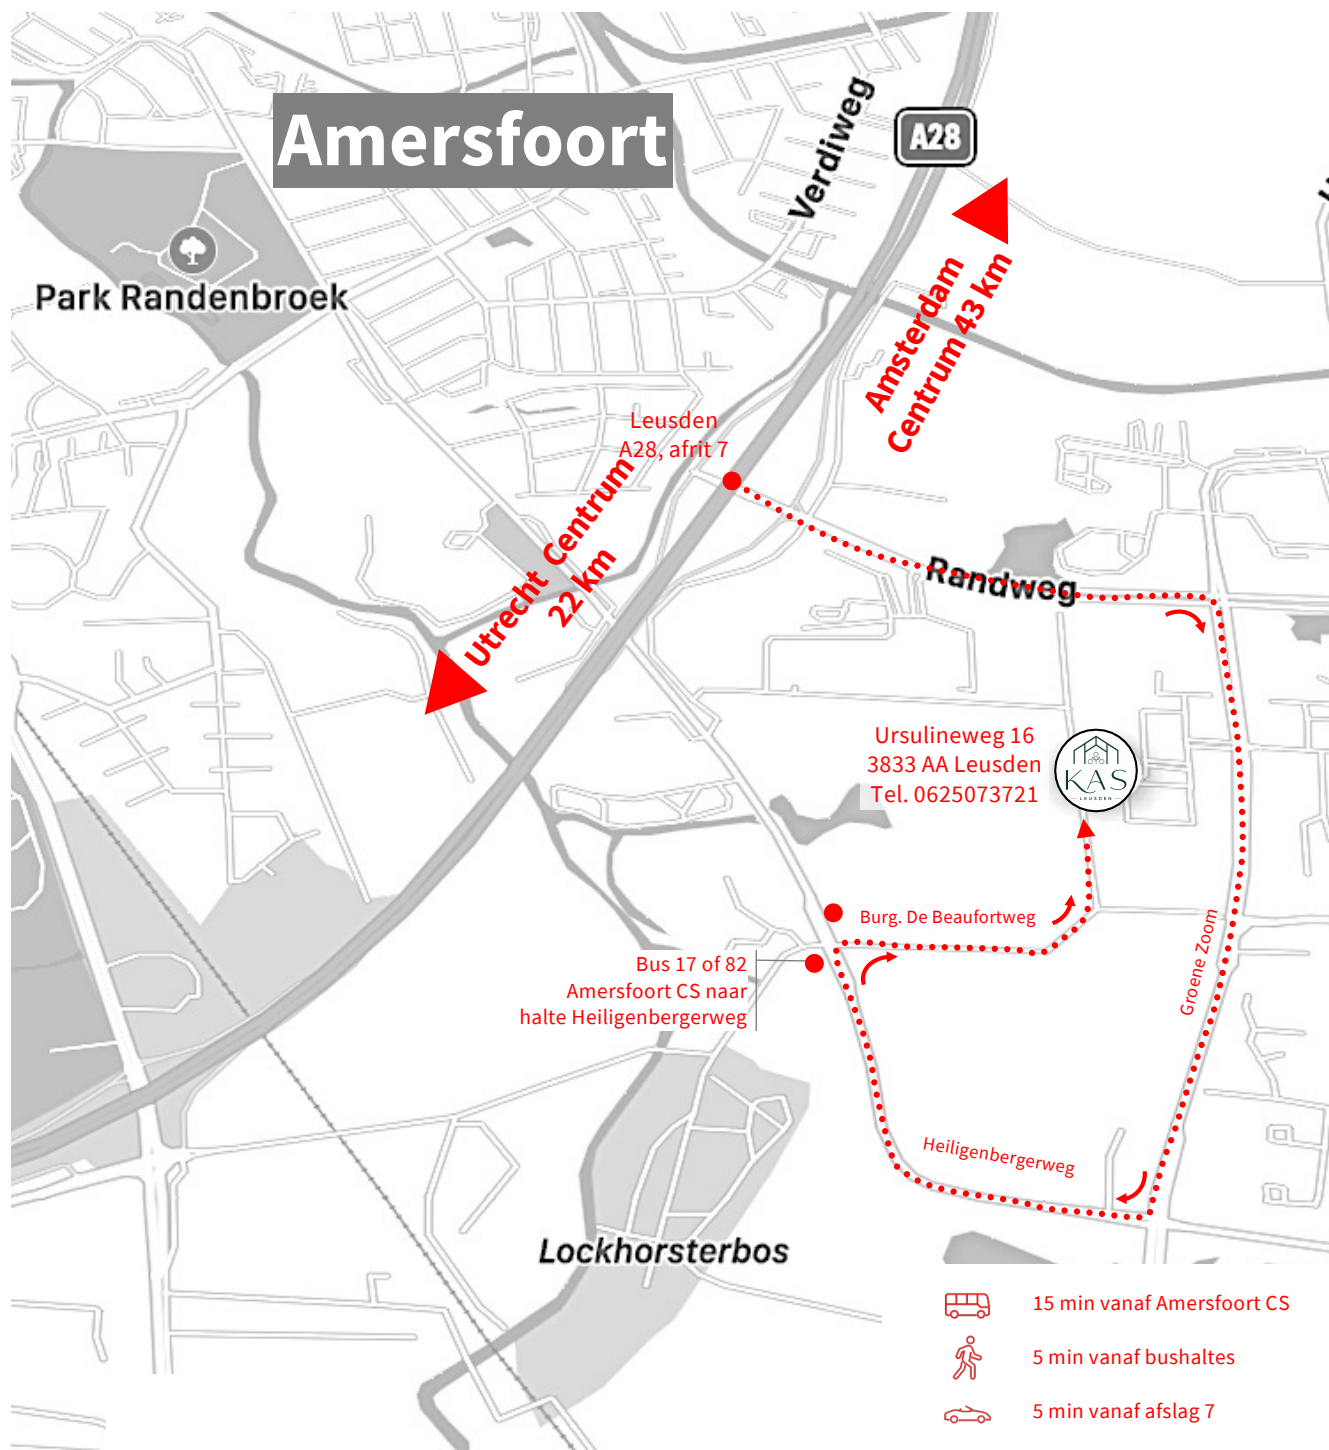 Amersfoort
Verdiweg
A28
Park Randenbroek
Amsterdam
Centrum 43 km
Leusden
A28, afrit 7
Utrecht Centrum
22 km
Randweg
Ursulineweg 16
3833 AA Leusden
Tel. 0625073721
KAS
LEUSDEN
Burg. De Beaufortweg
Groene Zoom
Bus 17 of 82
Amersfoort CS naar
halte Heiligenbergerweg
Heiligenbergerweg
Lockhorsterbos
15 min vanaf Amersfoort CS
5 min vanaf bushaltes
5 min vanaf afslag 7